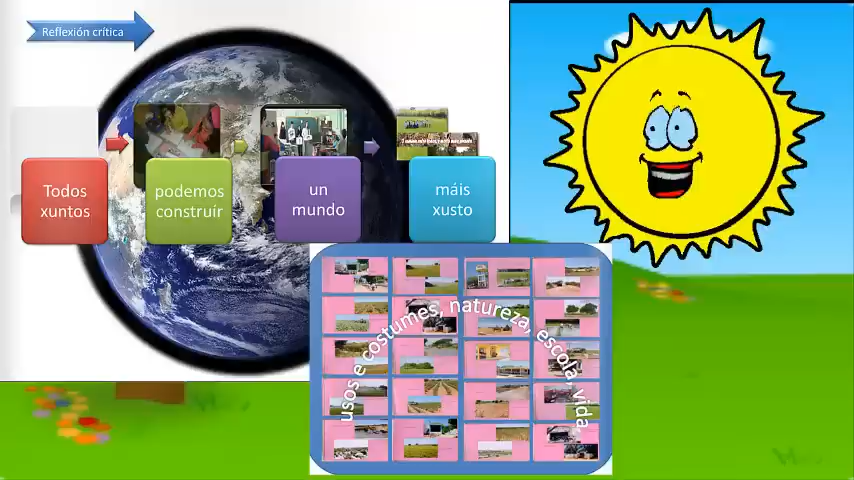 Reflexión crítica
Todos
xuntos
podemos
construír
un
mundo
máis
xusto
usos e costumes, natureza, escola, vida.